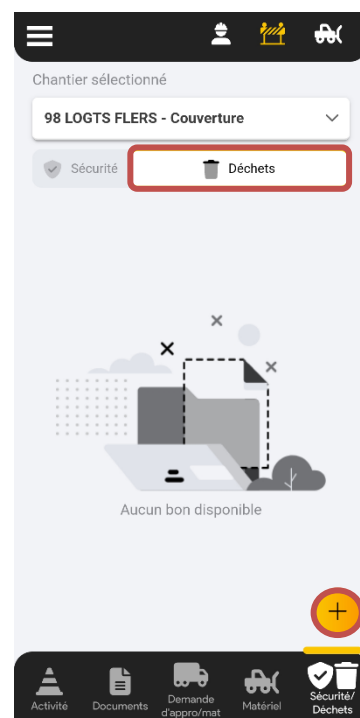 Chantier sélectionné
98 LOGTS FLERS - Couverture
Sécurité
Déchets
Aucun bon disponible
+
Activité
Documents
Demande
d'appro/mat
Matériel
Sécurité/
Déchets